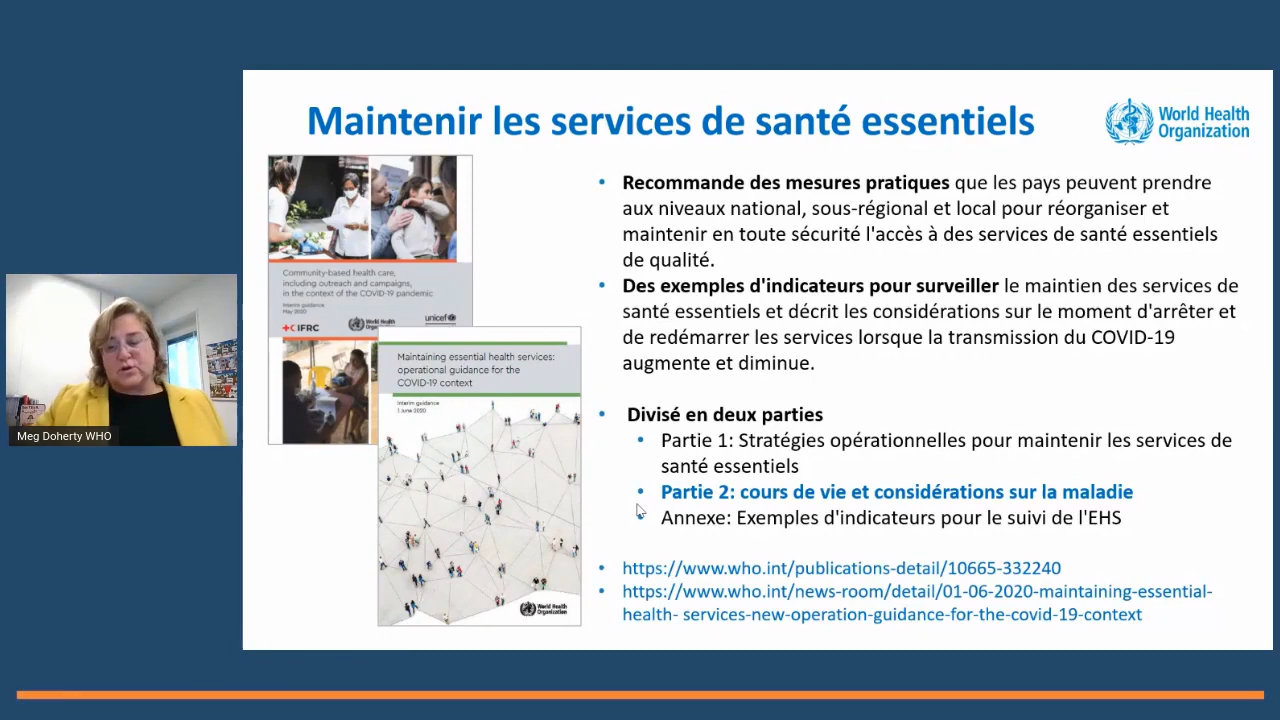 Maintenir les services de santé essentiels
World Health
Organization
Community-based health care,
including outreach and campaigns,
in the context of the COVID-19 pandemic
Interim guidance
May 2020
IFRC
World Health
unicef
Maintaining essential health services:
operational guidance for the
COVID-19 context
Interim guidance
1 June 2020
World Health
Organization
• Recommande des mesures pratiques que les pays peuvent prendre
aux niveaux national, sous-régional et local pour réorganiser et
maintenir en toute sécurité l'accès à des services de santé essentiels
de qualité.
• Des exemples d'indicateurs pour surveiller le maintien des services de
santé essentiels et décrit les considérations sur le moment d'arrêter et
de redémarrer les services lorsque la transmission du COVID-19
augmente et diminue.
• Divisé en deux parties
• Partie 1: Stratégies opérationnelles pour maintenir les services de
santé essentiels
• Partie 2: cours de vie et considérations sur la maladie
• Annexe: Exemples d'indicateurs pour le suivi de l'EHS
• https://www.who.int/publications-detail/10665-332240
• https://www.who.int/news-room/detail/01-06-2020-maintaining-essential-
health- services-new-operation-guidance-for-the-covid-19-context
Meg Doherty WHO